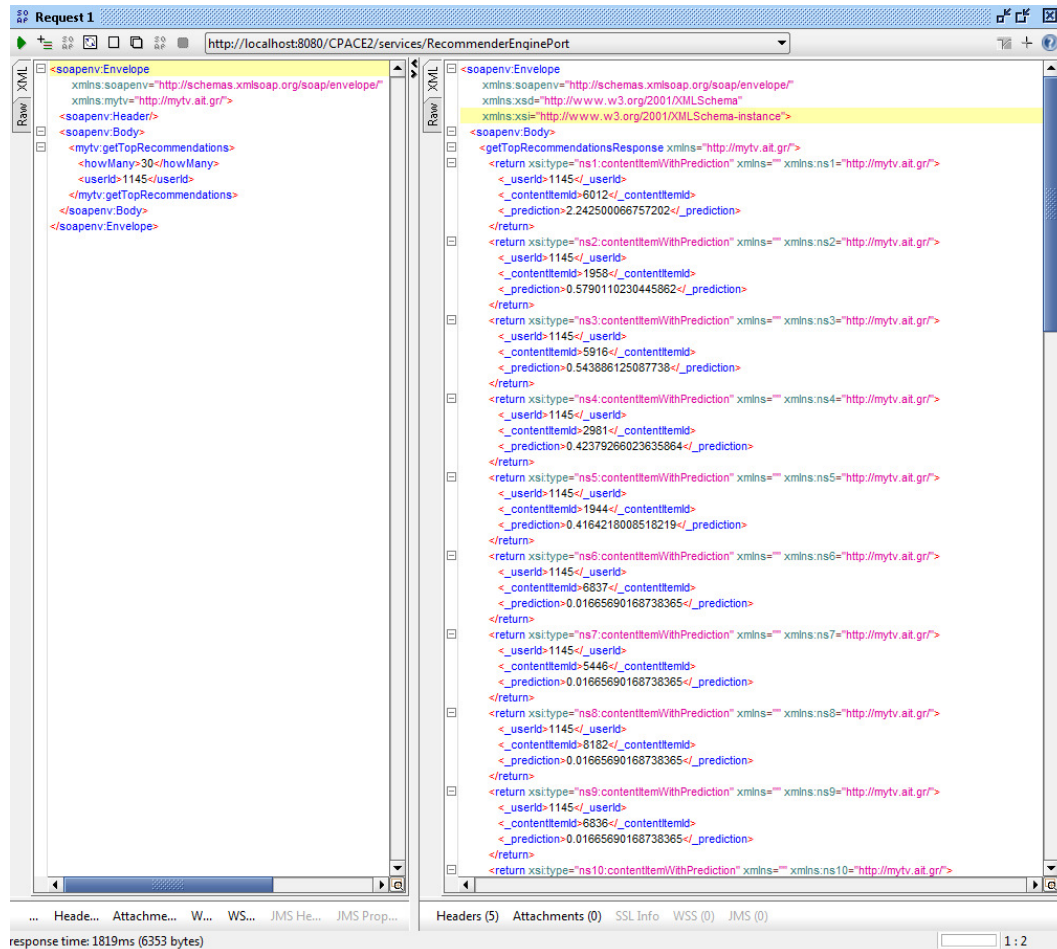 SO AP Request 1
http://localhost:8080/CPACE2/services/RecommenderEnginePort
XML
Raw
<soapenv:Envelope
xmlns:soapenv="http://schemas.xmlsoap.org/soap/envelope/"
xmlns:mytv="http://mytv.ait.gr/">
<soapenv:Header/>
<soapenv:Body>
<mytv:getTopRecommendations>
<howMany>30</howMany>
<userId>1145</userId>
</mytv:getTopRecommendations>
</soapenv:Body>
</soapenv:Envelope>
... Heade... Attachme... W... WS... JMS He... JMS Prop...
XML
Raw
<soapenv:Envelope
xmlns:soapenv="http://schemas.xmlsoap.org/soap/envelope/"
xmlns:xsd="http://www.w3.org/2001/XMLSchema"
xmlns:xsi="http://www.w3.org/2001/XMLSchema-instance">
<soapenv:Body>
<getTopRecommendationsResponse xmlns="http://mytv.ait.gr/">
<return xsi:type="ns1:contentItemWithPrediction" xmlns="" xmlns:ns1="http://mytv.ait.gr/">
<_userId>1145</_userId>
<_contentItemId>6012</_contentItemId>
<_prediction>2.242500066757202</_prediction>
</return>
<return xsi:type="ns2:contentItemWithPrediction" xmlns="" xmlns:ns2="http://mytv.ait.gr/">
<_userId>1145</_userId>
<_contentItemId>1958</_contentItemId>
<_prediction>0.5790110230445862</_prediction>
</return>
<return xsi:type="ns3:contentItemWithPrediction" xmlns="" xmlns:ns3="http://mytv.ait.gr/">
<_userId>1145</_userId>
<_contentItemId>5916</_contentItemId>
<_prediction>0.543886125087738</_prediction>
</return>
<return xsi:type="ns4:contentItemWithPrediction" xmlns="" xmlns:ns4="http://mytv.ait.gr/">
<_userId>1145</_userId>
<_contentItemId>2981</_contentItemId>
<_prediction>0.42379266023635864</_prediction>
</return>
<return xsi:type="ns5:contentItemWithPrediction" xmlns="" xmlns:ns5="http://mytv.ait.gr/">
<_userId>1145</_userId>
<_contentItemId>1944</_contentItemId>
<_prediction>0.4164218008518219</_prediction>
</return>
<return xsi:type="ns6:contentItemWithPrediction" xmlns="" xmlns:ns6="http://mytv.ait.gr/">
<_userId>1145</_userId>
<_contentItemId>6837</_contentItemId>
<_prediction>0.01665690168738365</_prediction>
</return>
<return xsi:type="ns7:contentItemWithPrediction" xmlns="" xmlns:ns7="http://mytv.ait.gr/">
<_userId>1145</_userId>
<_contentItemId>5446</_contentItemId>
<_prediction>0.01665690168738365</_prediction>
</return>
<return xsi:type="ns8:contentItemWithPrediction" xmlns="" xmlns:ns8="http://mytv.ait.gr/">
<_userId>1145</_userId>
<_contentItemId>8182</_contentItemId>
<_prediction>0.01665690168738365</_prediction>
</return>
<return xsi:type="ns9:contentItemWithPrediction" xmlns="" xmlns:ns9="http://mytv.ait.gr/">
<_userId>1145</_userId>
<_contentItemId>6836</_contentItemId>
<_prediction>0.01665690168738365</_prediction>
</return>
<return xsi:type="ns10:contentItemWithPrediction" xmlns="" xmlns:ns10="http://mytv.ait.gr/">
Headers (5) Attachments (0) SSL Info WSS (0) JMS (0)
response time: 1819ms (6353 bytes)
1 : 2